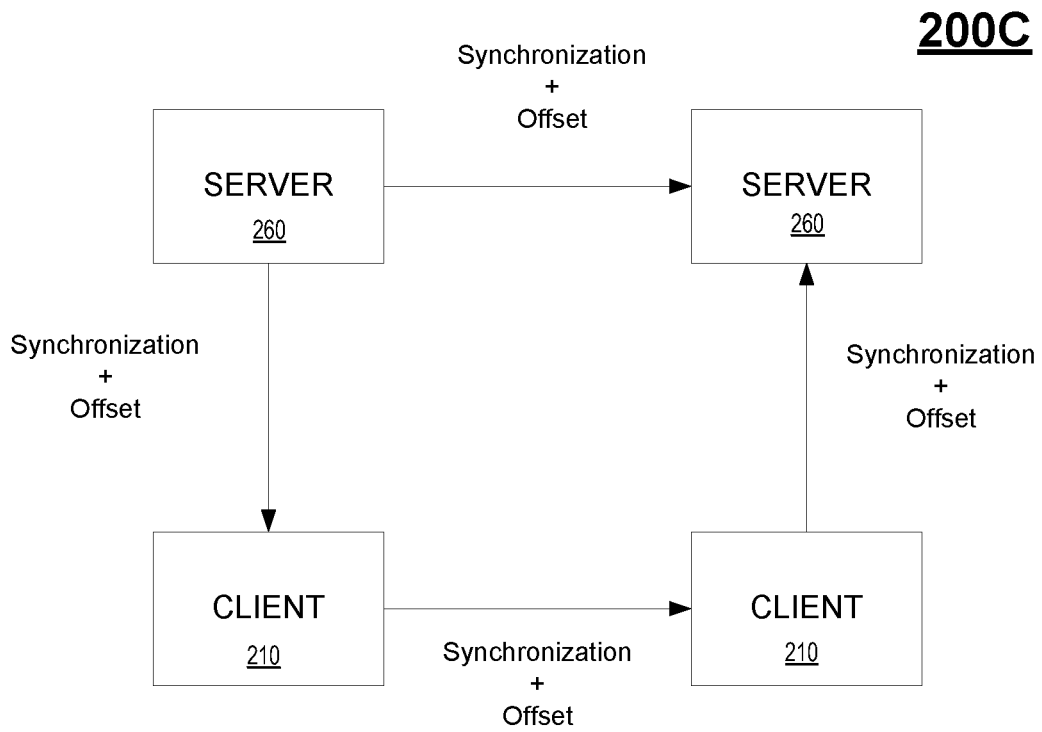 200C
Synchronization
+
Offset
SERVER
260
SERVER
260
Synchronization
+
Offset
Synchronization
+
Offset
CLIENT
210
CLIENT
210
Synchronization
+
Offset